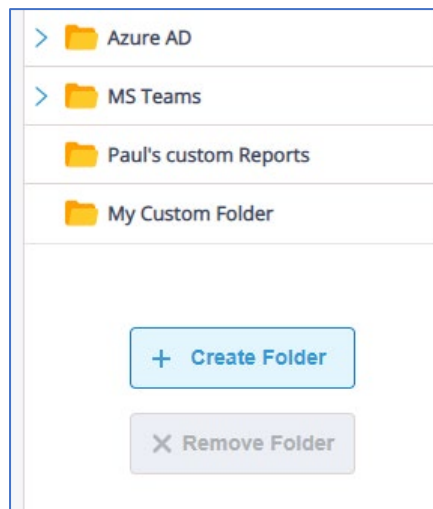 Azure AD
MS Teams
Paul's custom Reports
My Custom Folder
Create Folder
Remove Folder